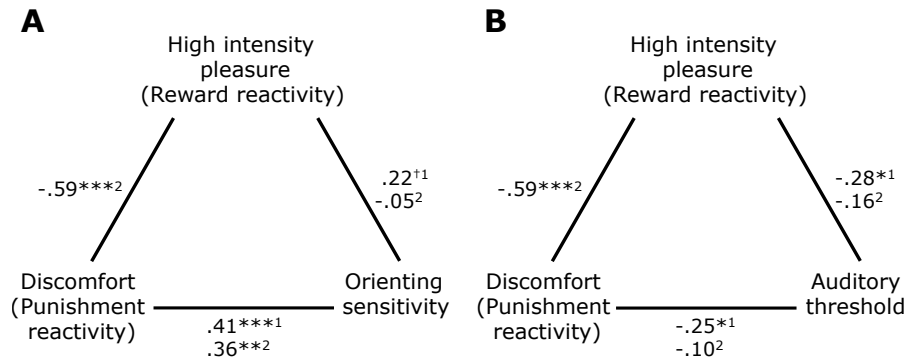 A
High intensity
pleasure
(Reward reactivity)
-.59***²
.22†¹
-.05²
Discomfort
(Punishment
reactivity)
Orienting
sensitivity
.41***¹
.36**²
B
High intensity
pleasure
(Reward reactivity)
-.59***²
-.28*¹
-.16²
Discomfort
(Punishment
reactivity)
Auditory
threshold
-.25*¹
-.10²